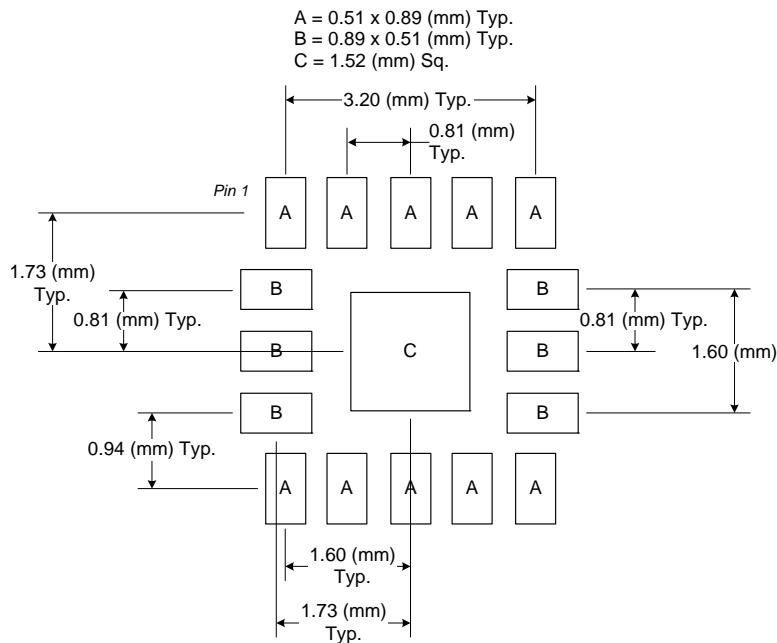 A = 0.51 x 0.89 (mm) Typ.
B = 0.89 x 0.51 (mm) Typ.
C = 1.52 (mm) Sq.
3.20 (mm) Typ.
0.81 (mm)
Typ.
Pin 1
A
A
A
A
A
1.73 (mm)
Typ.
B
B
0.81 (mm) Typ.
0.81 (mm) Typ.
B
C
B
1.60 (mm)
B
B
0.94 (mm) Typ.
A
A
A
A
A
1.60 (mm)
Typ.
1.73 (mm)
Typ.